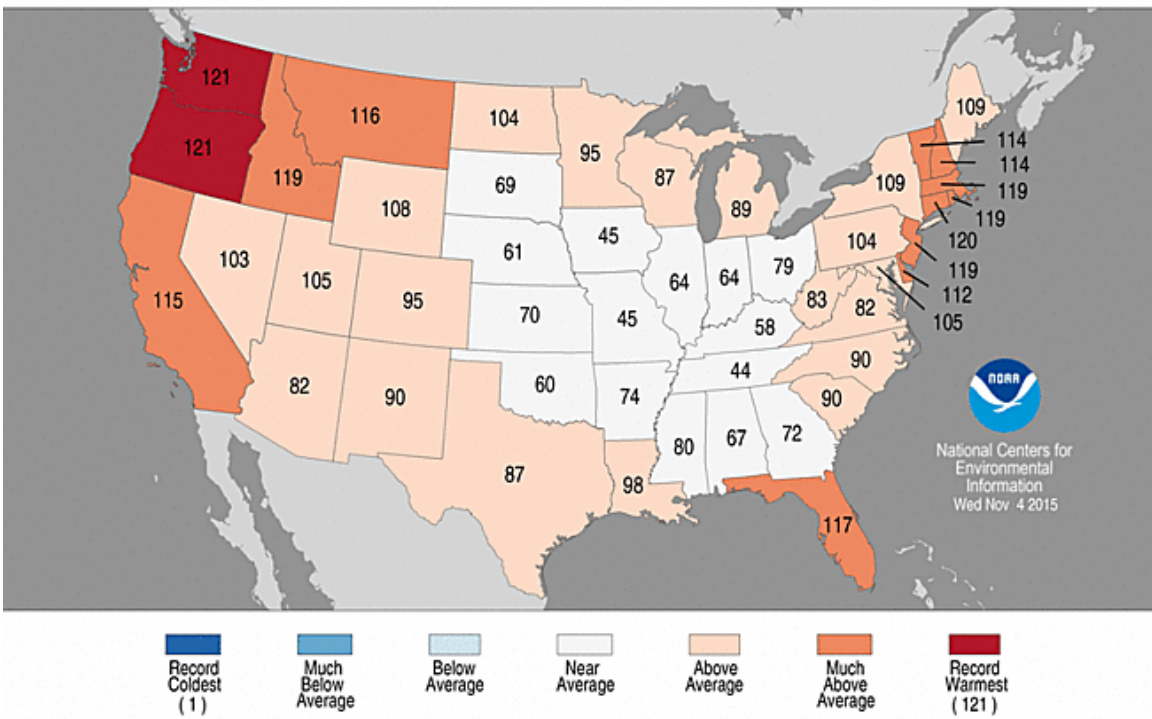 121
121
116
119
115
103
105
108
95
82
90
104
69
61
70
60
87
95
45
45
74
98
87
64
89
64
79
58
44
80
67
72
117
83
82
90
90
104
109
109
114
114
119
119
120
119
112
105
NOAA
National Centers for
Environmental
Information
Wed Nov 4 2015
Record
Coldest
( 1 )
Much
Below
Average
Below
Average
Near
Average
Above
Average
Much
Above
Average
Record
Warmest
( 121 )